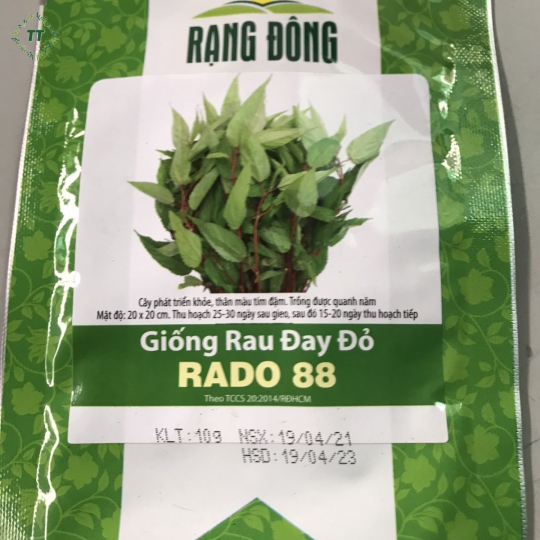 TT
RẠNG ĐÔNG
Cây phát triển khỏe, thân màu tím đậm. Trồng được quanh năm
Mật độ: 20 x 20 cm. Thu hoạch 25-30 ngày sau gieo, sau đó 15-20 ngày thu hoạch tiếp
Giống Rau Đay Đỏ
RADO 88
Theo TCCS 20:2014/RĐHCM
KLT:10g NSX:19/04/21
HSD:19/04/23